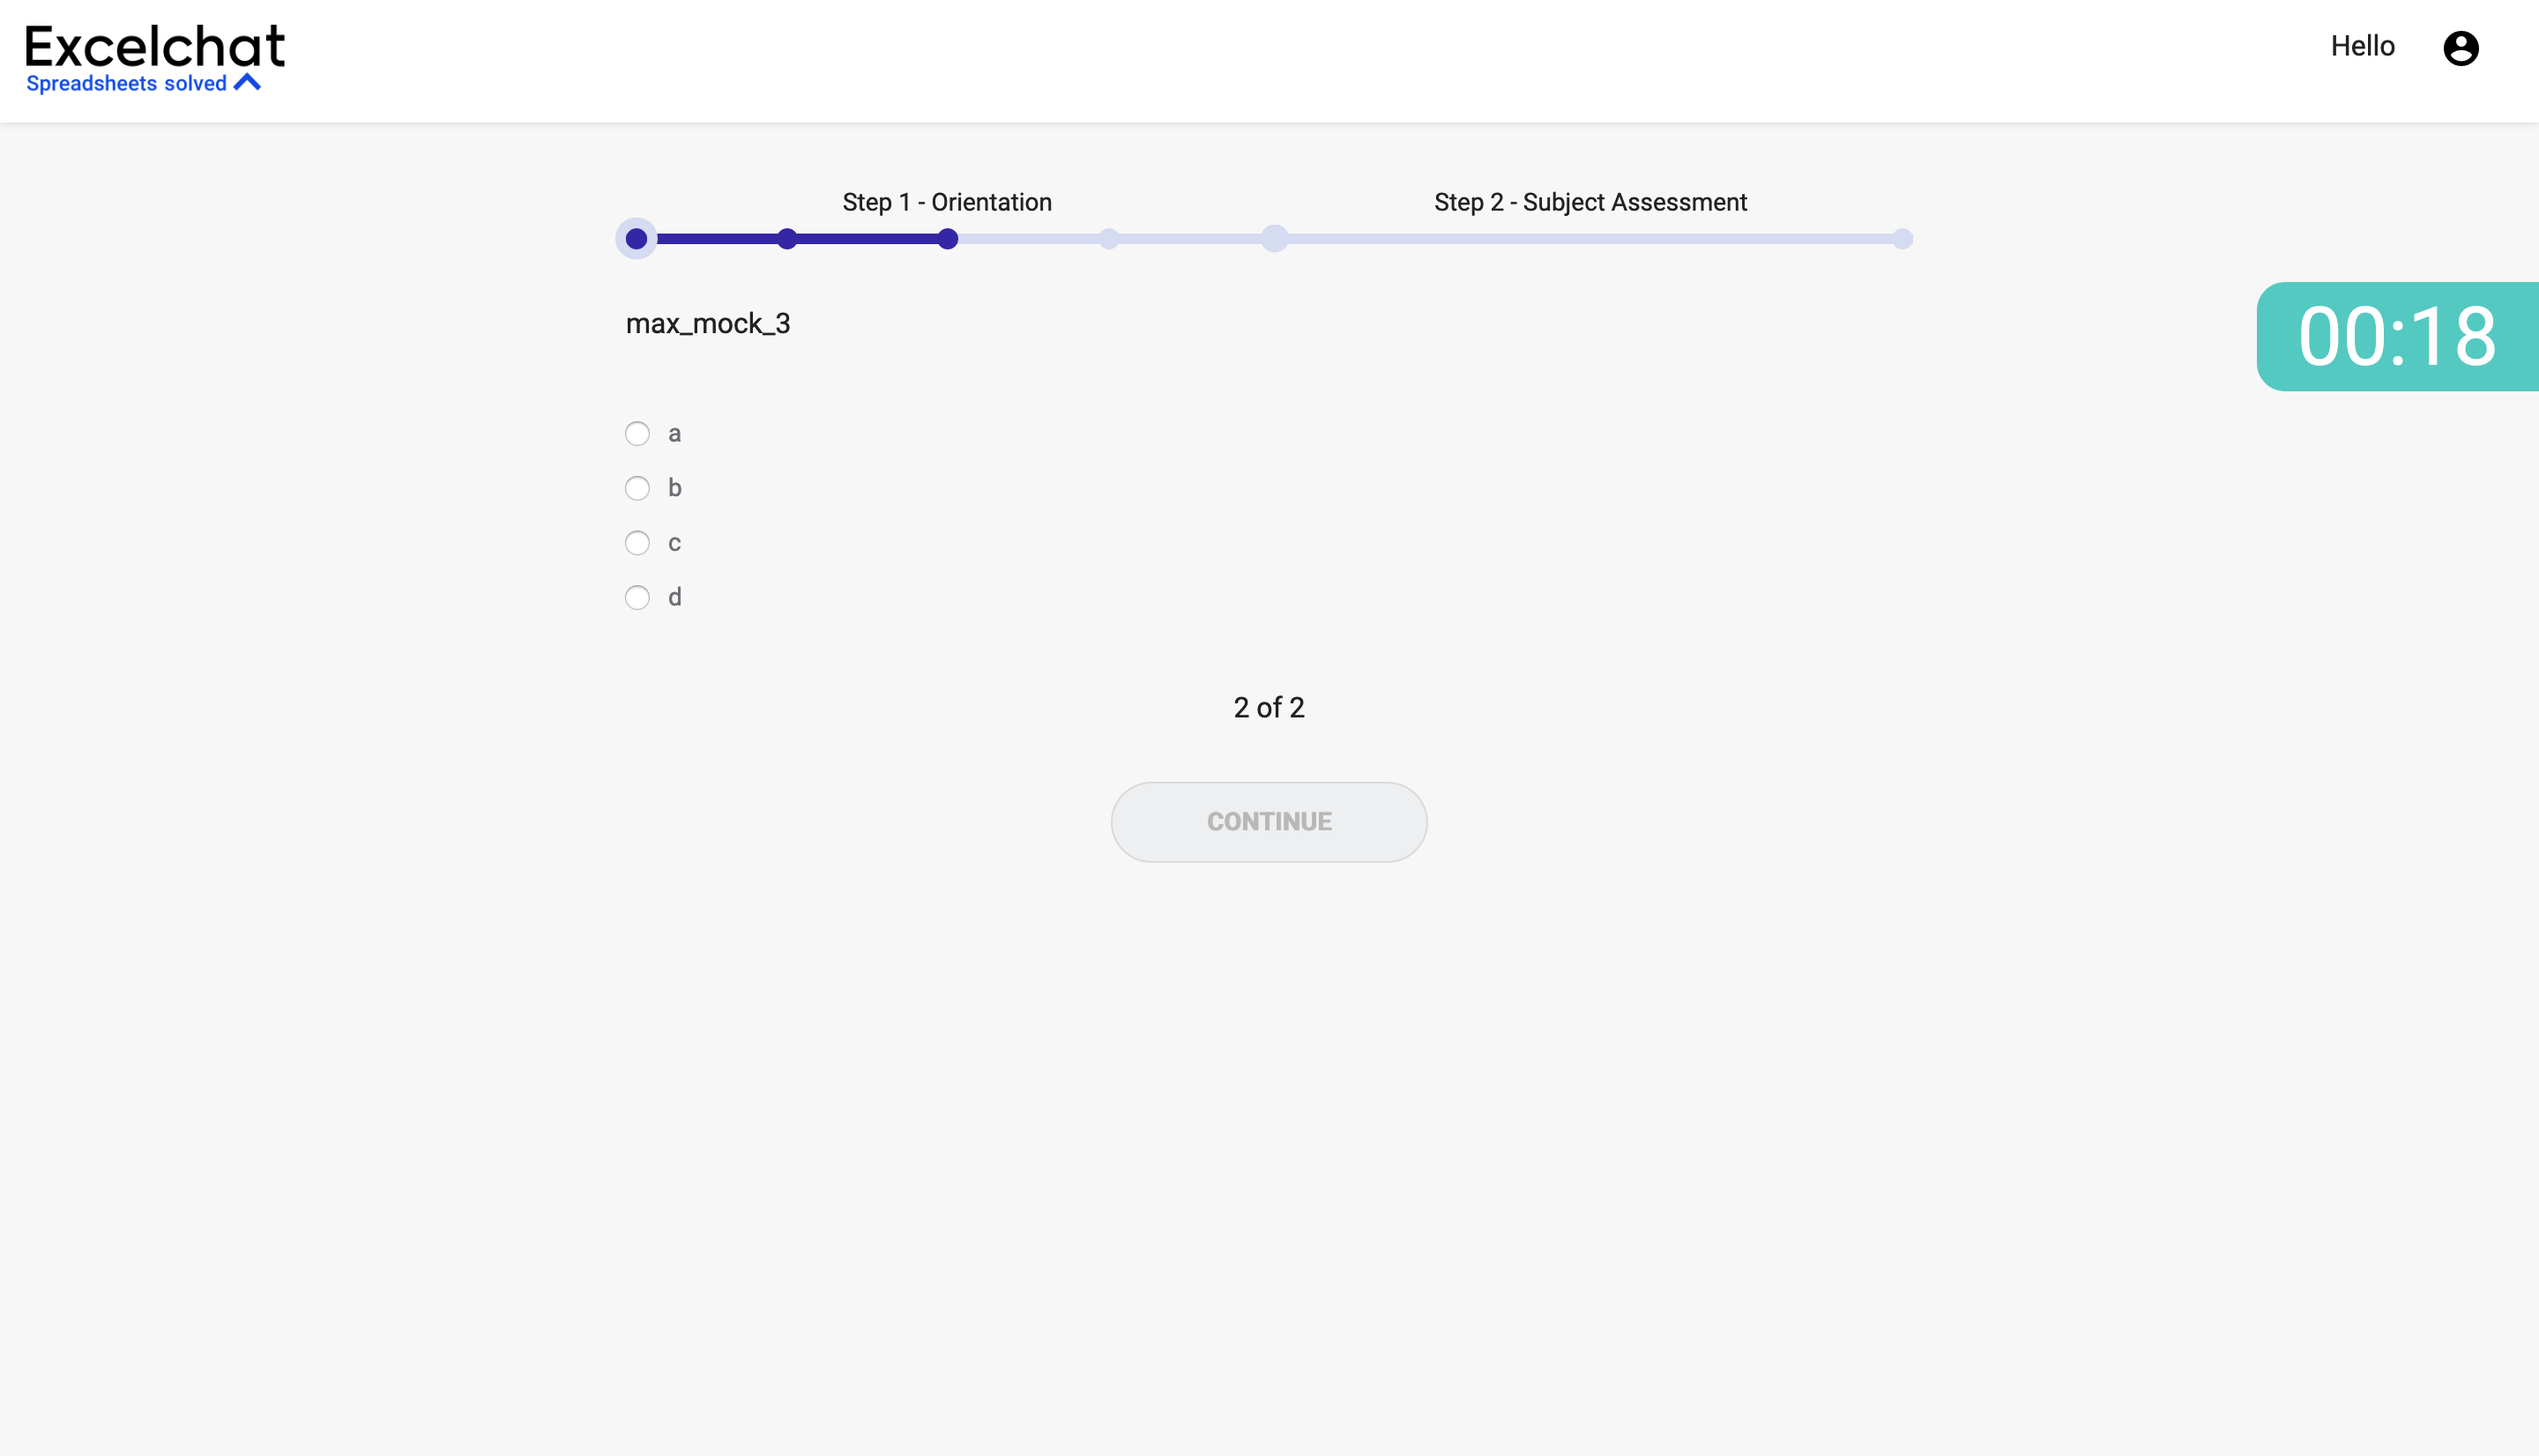 Excelchat
Spreadsheets solved
Hello
Step 1 - Orientation
Step 2 - Subject Assessment
max_mock_3
00:18
a
b
c
d
2 of 2
CONTINUE